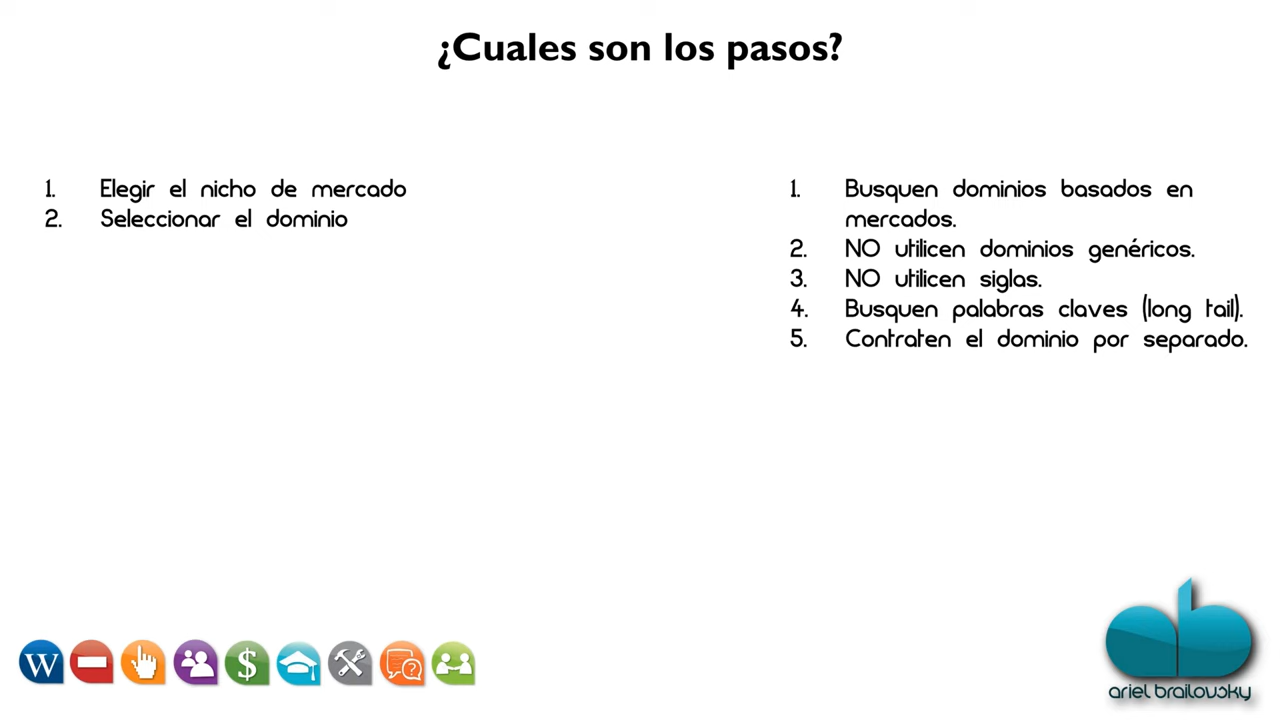 ¿Cuales son los pasos?
1. Elegir el nicho de mercado
2. Seleccionar el dominio
1. Busquen dominios basados en
mercados.
2. NO utilicen dominios genéricos.
3. NO utilicen siglas.
4. Busquen palabras claves (long tail).
5. Contraten el dominio por separado.
W
$
?
ab
ariel brailovsky